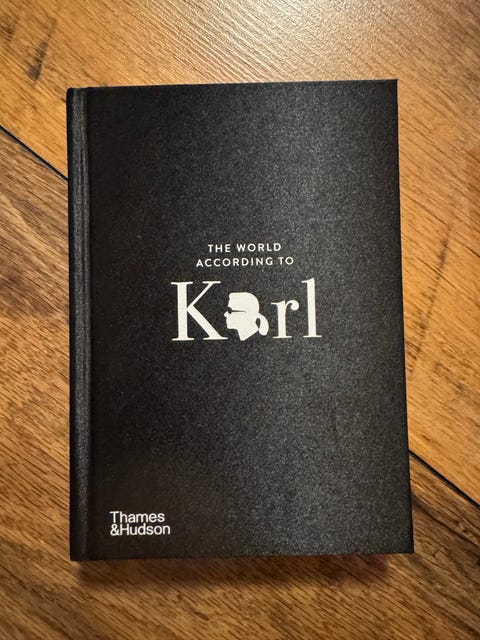 THE WORLD
ACCORDING TO
Karl
Thames
&Hudson